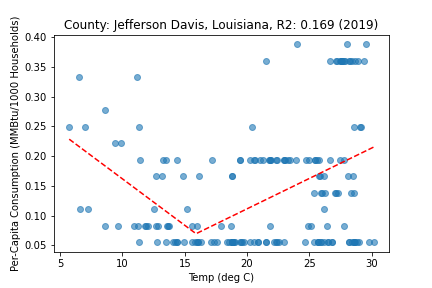 County: Jefferson Davis, Louisiana, R2: 0.169 (2019)
Per-Capita Consumption (MMBtu/1000 Households)
0.40
0.35
0.30
0.25
0.20
0.15
0.10
0.05
5 10 15 20 25 30
Temp (deg C)